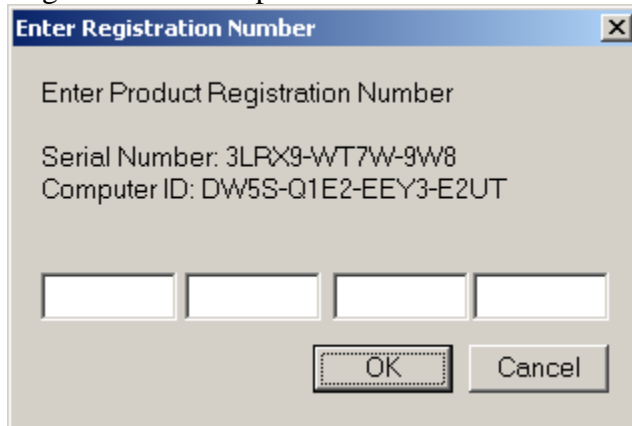 Enter Registration Number
Enter Product Registration Number
Serial Number: 3LRX9-WT7W-9W8
Computer ID: DW5S-Q1E2-EEY3-E2UT
OK
Cancel